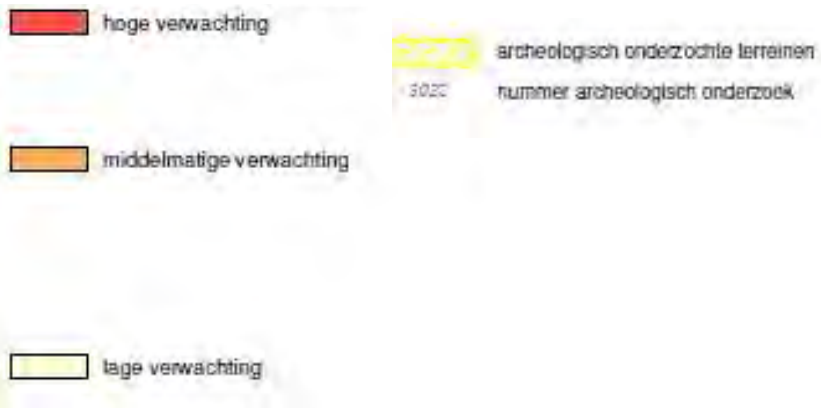 hoge verwachting
archeologisch onderzochte terreinen
nummer archeologisch onderzoek
middelmatige verwachting
lage verwachting